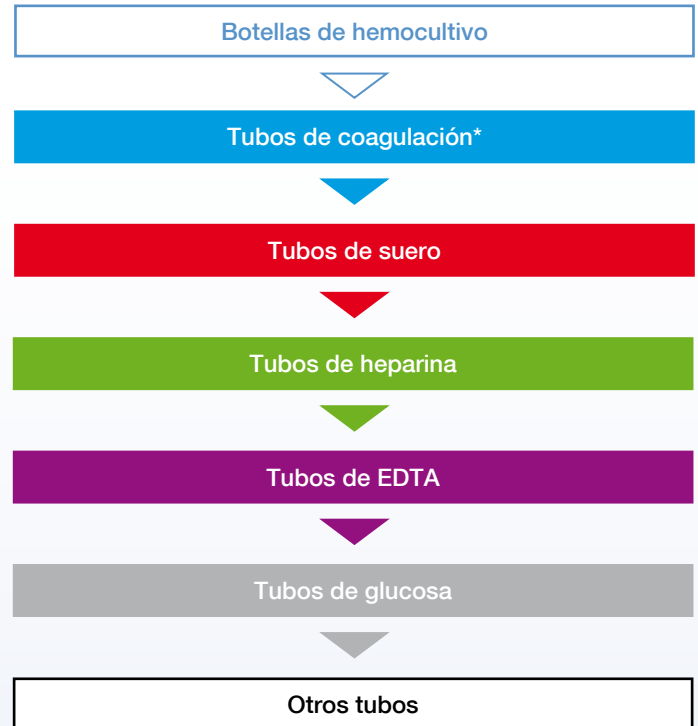 Botellas de hemocultivo
Tubos de coagulación*
Tubos de suero
Tubos de heparina
Tubos de EDTA
Tubos de glucosa
Otros tubos